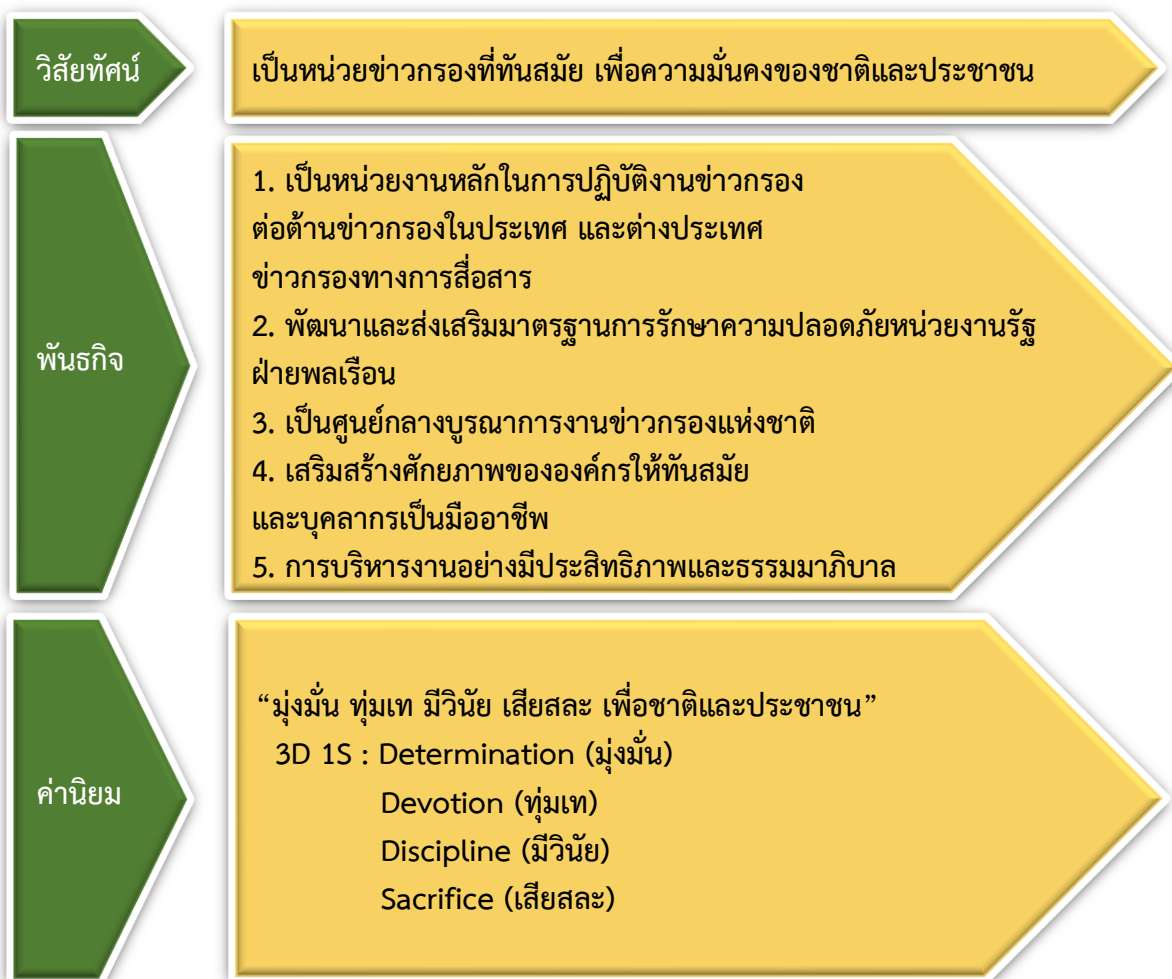 วิสัยทัศน์
เป็นหน่วยข่าวกรองที่ทันสมัย เพื่อความมั่นคงของชาติและประชาชน
พันธกิจ
1. เป็นหน่วยงานหลักในการปฏิบัติงานข่าวกรอง
ต่อต้านข่าวกรองในประเทศ และต่างประเทศ
ข่าวกรองทางการสื่อสาร
2. พัฒนาและส่งเสริมมาตรฐานการรักษาความปลอดภัยหน่วยงานรัฐ
ฝ่ายพลเรือน
3. เป็นศูนย์กลางบูรณาการงานข่าวกรองแห่งชาติ
4. เสริมสร้างศักยภาพขององค์กรให้ทันสมัย
และบุคลากรเป็นมืออาชีพ
5. การบริหารงานอย่างมีประสิทธิภาพและธรรมมาภิบาล
ค่านิยม
“มุ่งมั่น ทุ่มเท มีวินัย เสียสละ เพื่อชาติและประชาชน”
3D 1S : Determination (มุ่งมั่น)
Devotion (ทุ่มเท)
Discipline (มีวินัย)
Sacrifice (เสียสละ)